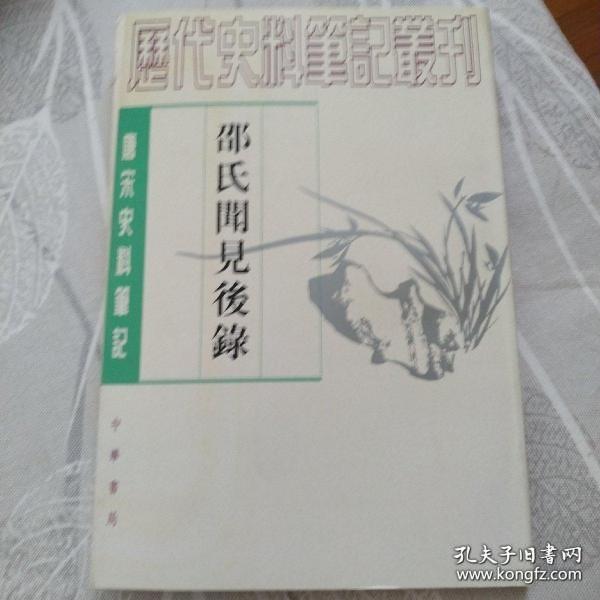 歷代史料筆記叢刊
唐宋史料筆記
邵氏聞見後錄
中華書局
孔夫子旧书网
www.kongfz.com